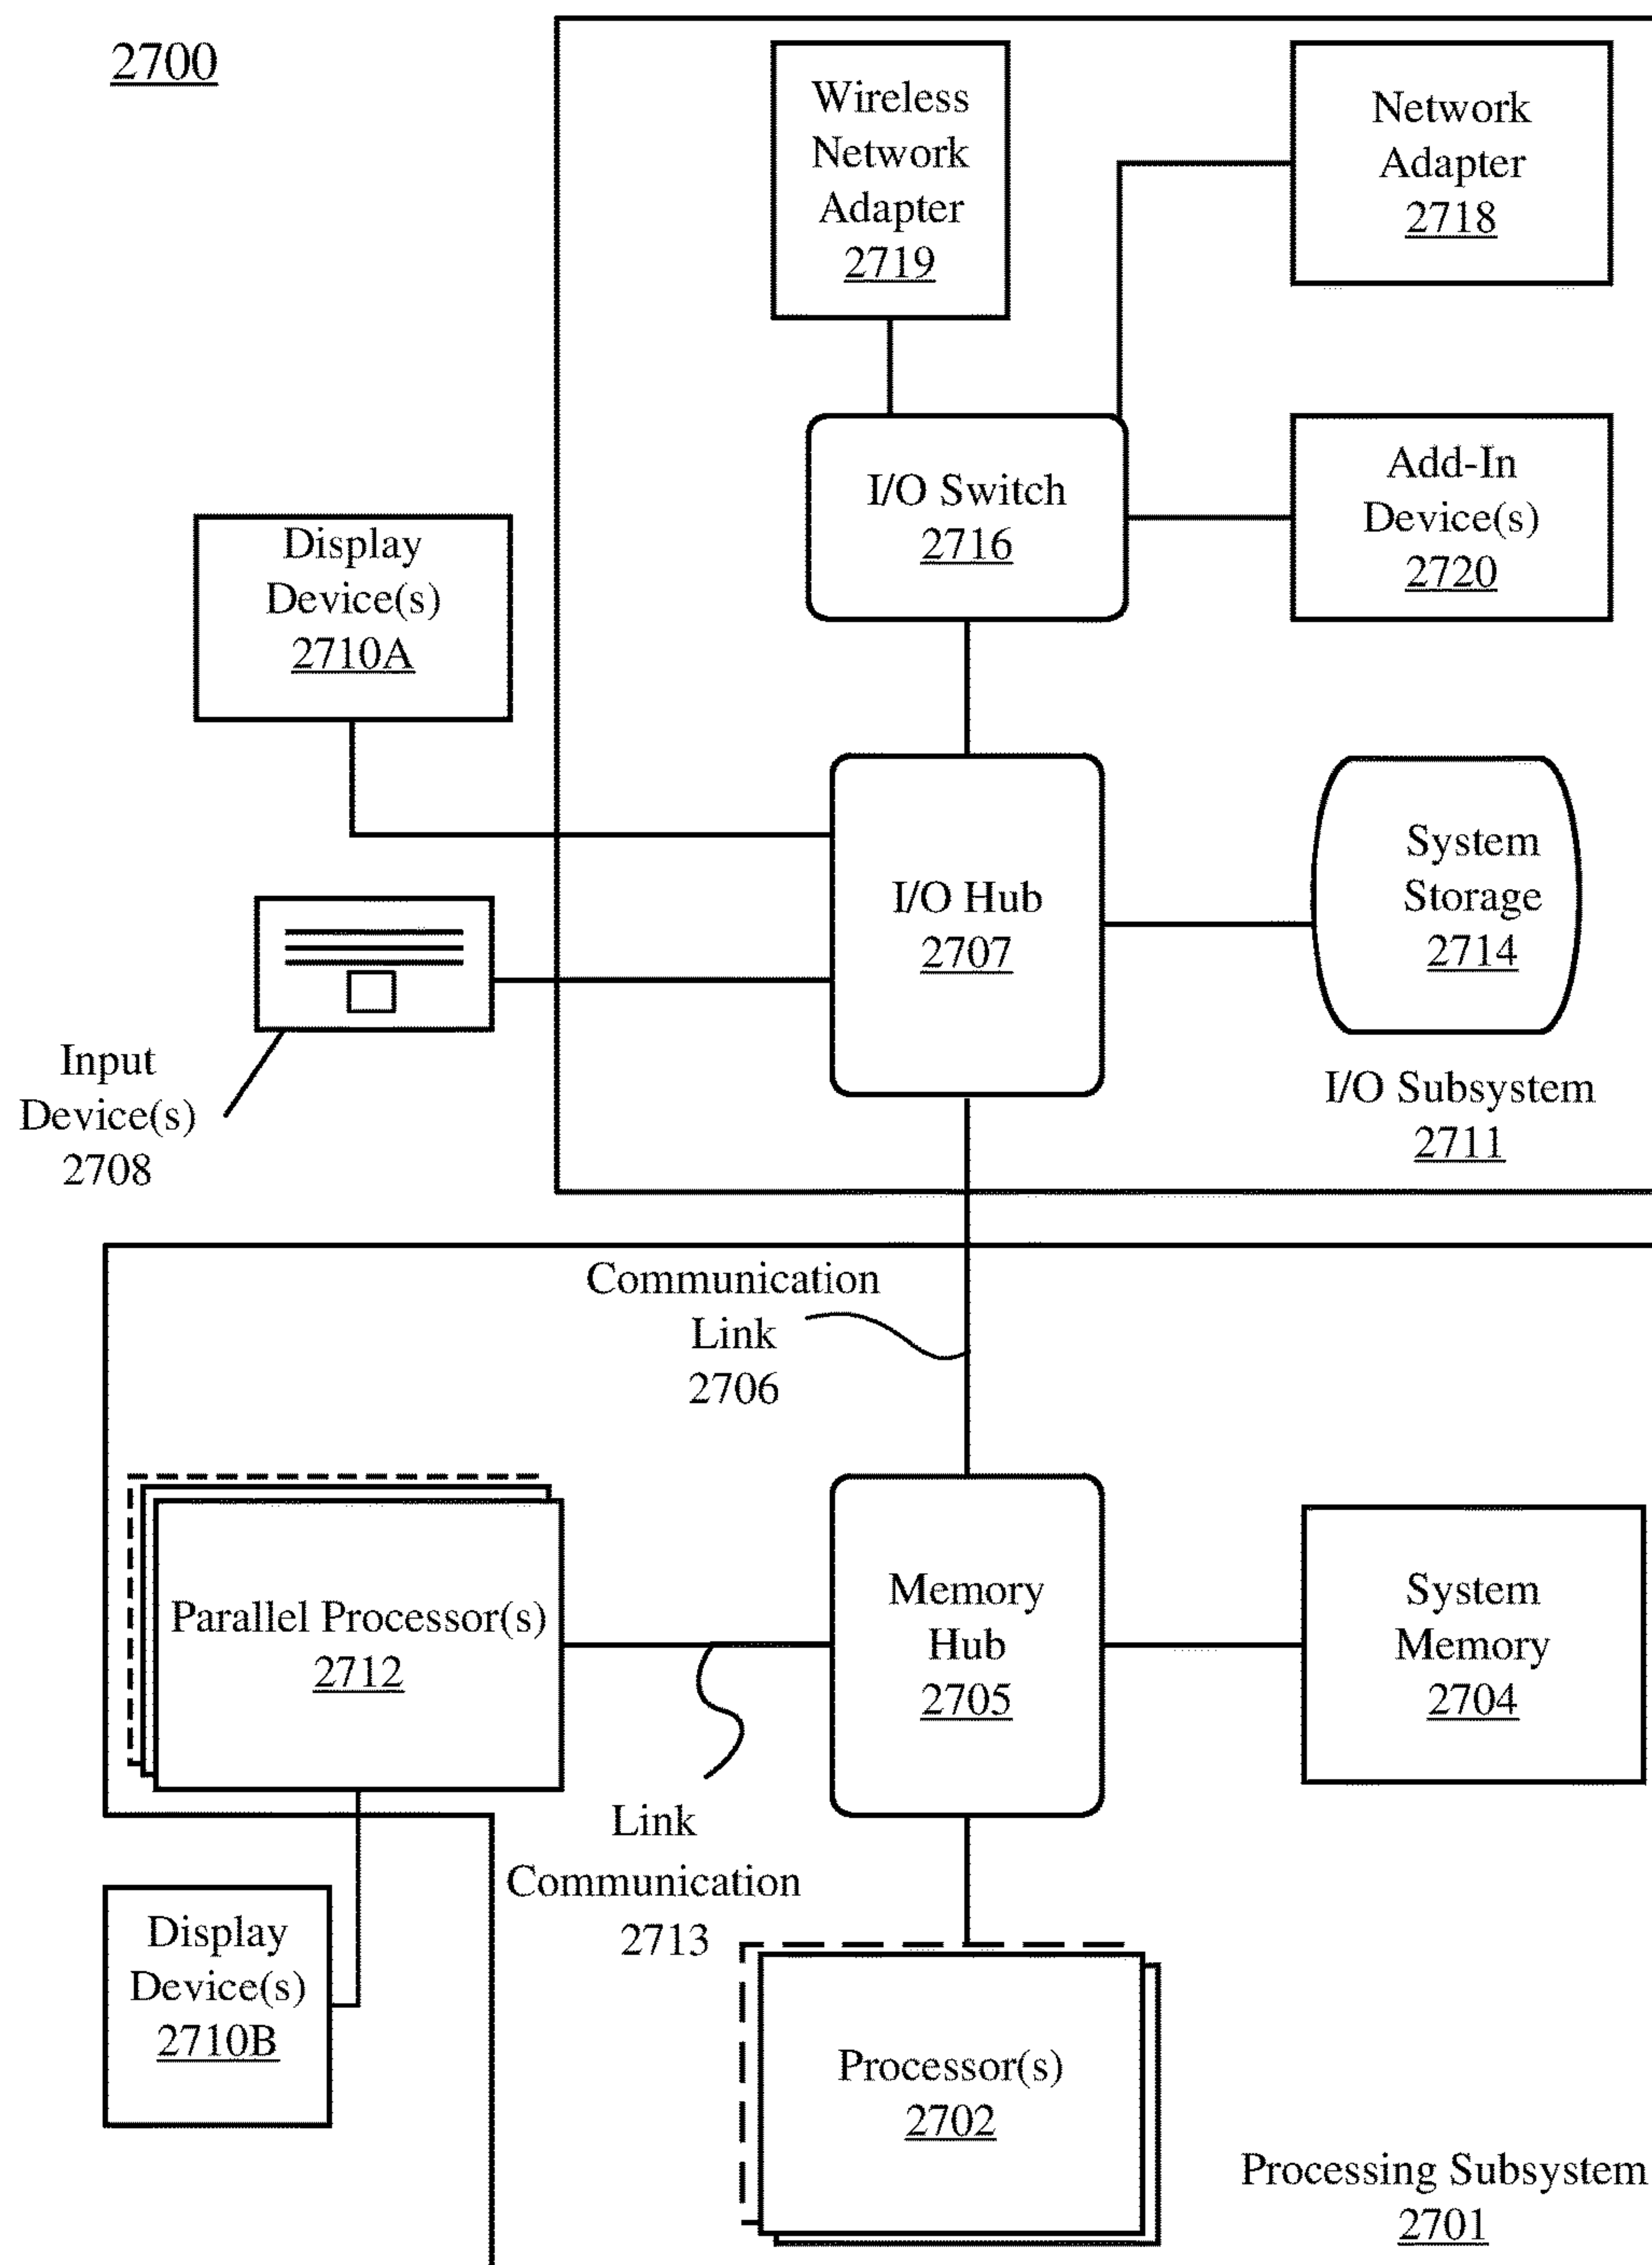 2700
Wireless
Network
Adapter
2719
Network
Adapter
2718
I/O Switch
2716
Add-In
Device(s)
2720
Display
Device(s)
2710A
I/O Hub
2707
System
Storage
2714
Input
Device(s)
2708
I/O Subsystem
2711
Communication
Link
2706
Parallel Processor(s)
2712
Memory
Hub
2705
System
Memory
2704
Link
Communication
2713
Display
Device(s)
2710B
Processor(s)
2702
Processing Subsystem
2701